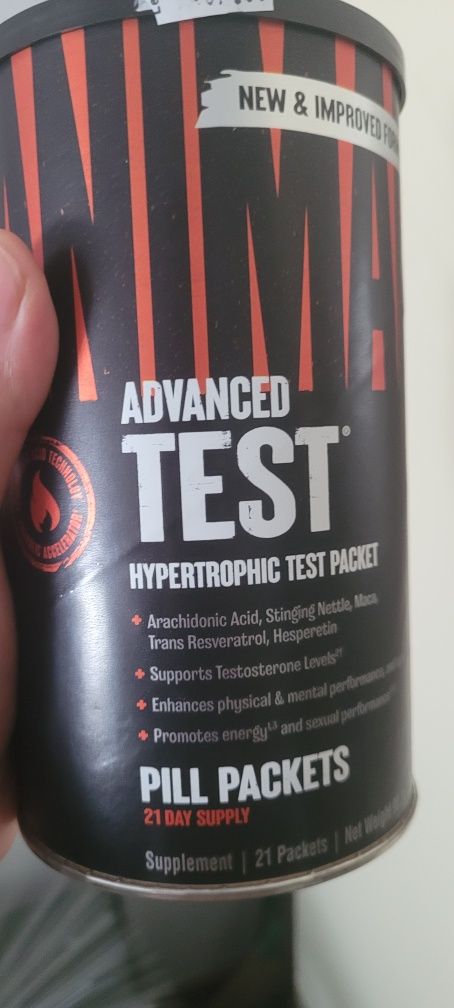 NEW & IMPROVED
ANIMA
ADVANCED
TEST®
HYPERTROPHIC TEST PACKET
+ Arachidonic Acid, Stinging Nettle, Maca,
Trans Resveratrol, Hesperetin
+ Supports Testosterone Levels
+ Enhances physical & mental performance,
+ Promotes energy and sexual performance
PILL PACKETS
21 DAY SUPPLY
Supplement | 21 Packets | Net Weight